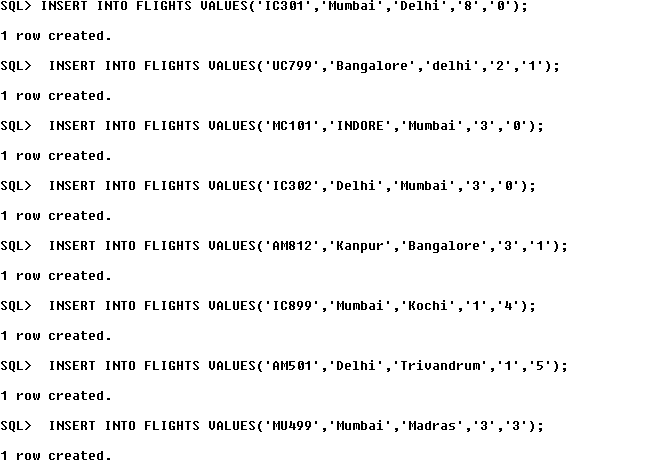 SQL> INSERT INTO FLIGHTS VALUES('IC301','Mumbai','Delhi','8','0');
1 row created.
SQL>  INSERT INTO FLIGHTS VALUES('UC799','Bangalore','delhi','2','1');
1 row created.
SQL>  INSERT INTO FLIGHTS VALUES('MC101','INDORE','Mumbai','3','0');
1 row created.
SQL>  INSERT INTO FLIGHTS VALUES('IC302','Delhi','Mumbai','3','0');
1 row created.
SQL>  INSERT INTO FLIGHTS VALUES('AM812','Kanpur','Bangalore','3','1');
1 row created.
SQL>  INSERT INTO FLIGHTS VALUES('IC899','Mumbai','Kochi','1','4');
1 row created.
SQL>  INSERT INTO FLIGHTS VALUES('AM501','Delhi','Trivandrum','1','5');
1 row created.
SQL>  INSERT INTO FLIGHTS VALUES('MU499','Mumbai','Madras','3','3');
1 row created.